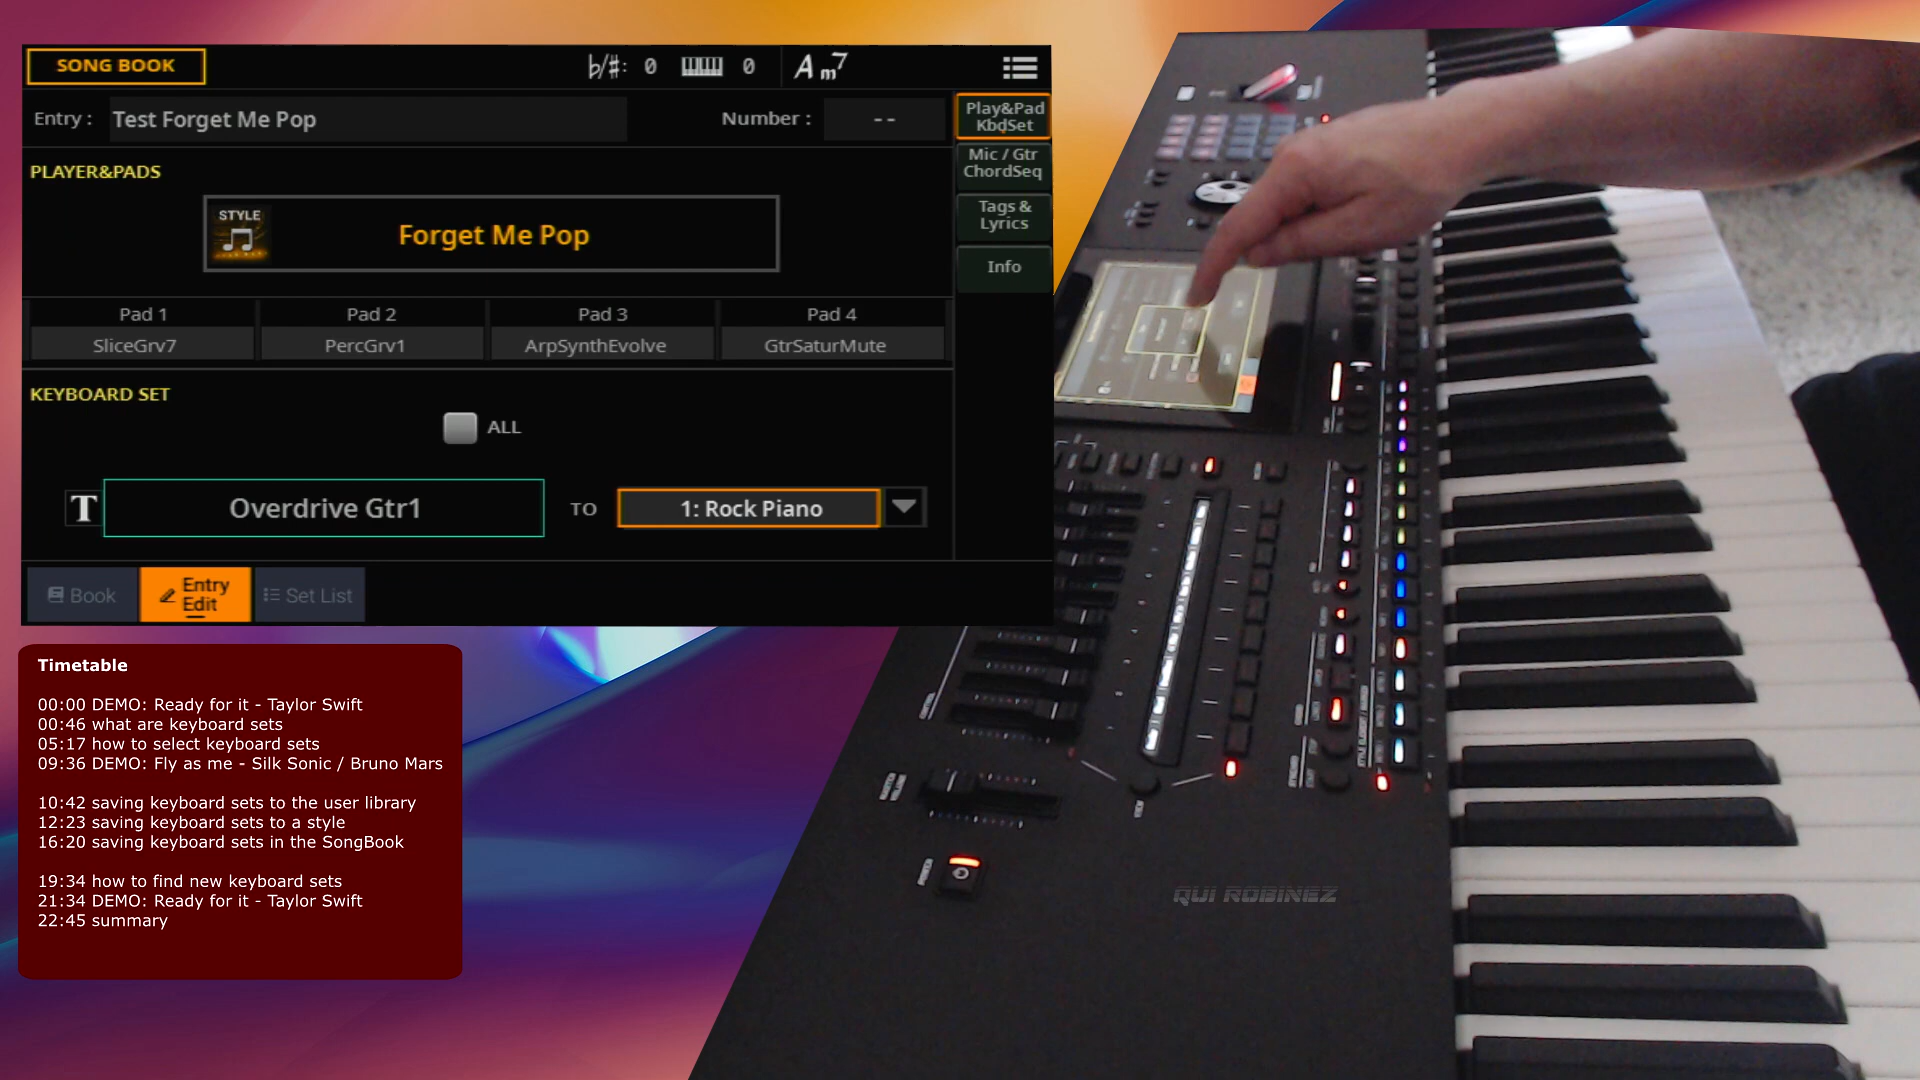 SONG BOOK
♭/#: 0 0 Am7
Entry : Test Forget Me Pop Number : --
PLAYER&PADS
STYLE
Forget Me Pop
Pad 1 Pad 2 Pad 3 Pad 4
SliceGrv7 PercGrv1 ArpSynthEvolve GtrSaturMute
KEYBOARD SET
ALL
T Overdrive Gtr1 TO 1: Rock Piano
Book Entry Edit Set List
Play&Pad
KbdSet
Mic / Gtr
ChordSeq
Tags &
Lyrics
Info
Timetable
00:00 DEMO: Ready for it - Taylor Swift
00:46 what are keyboard sets
05:17 how to select keyboard sets
09:36 DEMO: Fly as me - Silk Sonic / Bruno Mars
10:42 saving keyboard sets to the user library
12:23 saving keyboard sets to a style
16:20 saving keyboard sets in the SongBook
19:34 how to find new keyboard sets
21:34 DEMO: Ready for it - Taylor Swift
22:45 summary
QUI ROBINEZ